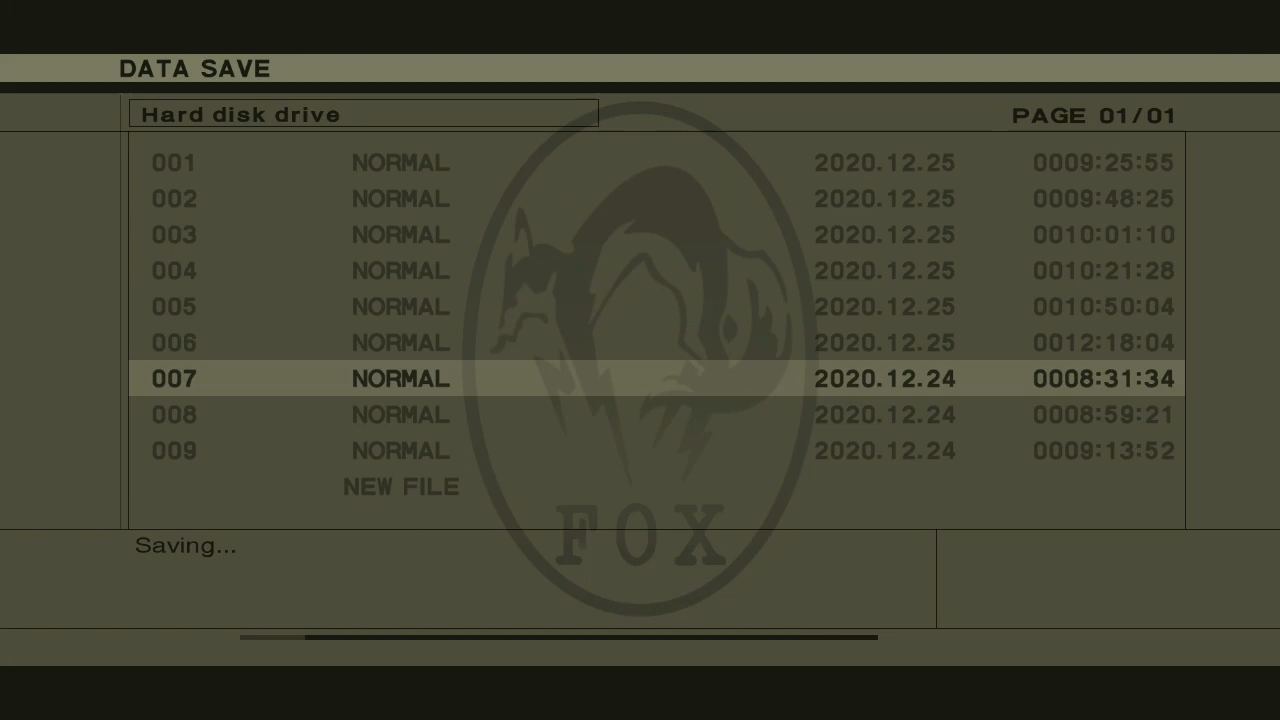 DATA SAVE
Hard disk drive PAGE 01/01
001 NORMAL 2020.12.25 0009:25:55
002 NORMAL 2020.12.25 0009:48:25
003 NORMAL 2020.12.25 0010:01:10
004 NORMAL 2020.12.25 0010:21:28
005 NORMAL 2020.12.25 0010:50:04
006 NORMAL 2020.12.25 0012:18:04
007 NORMAL 2020.12.24 0008:31:34
008 NORMAL 2020.12.24 0008:59:21
009 NORMAL 2020.12.24 0009:13:52
NEW FILE
FOX
Saving...